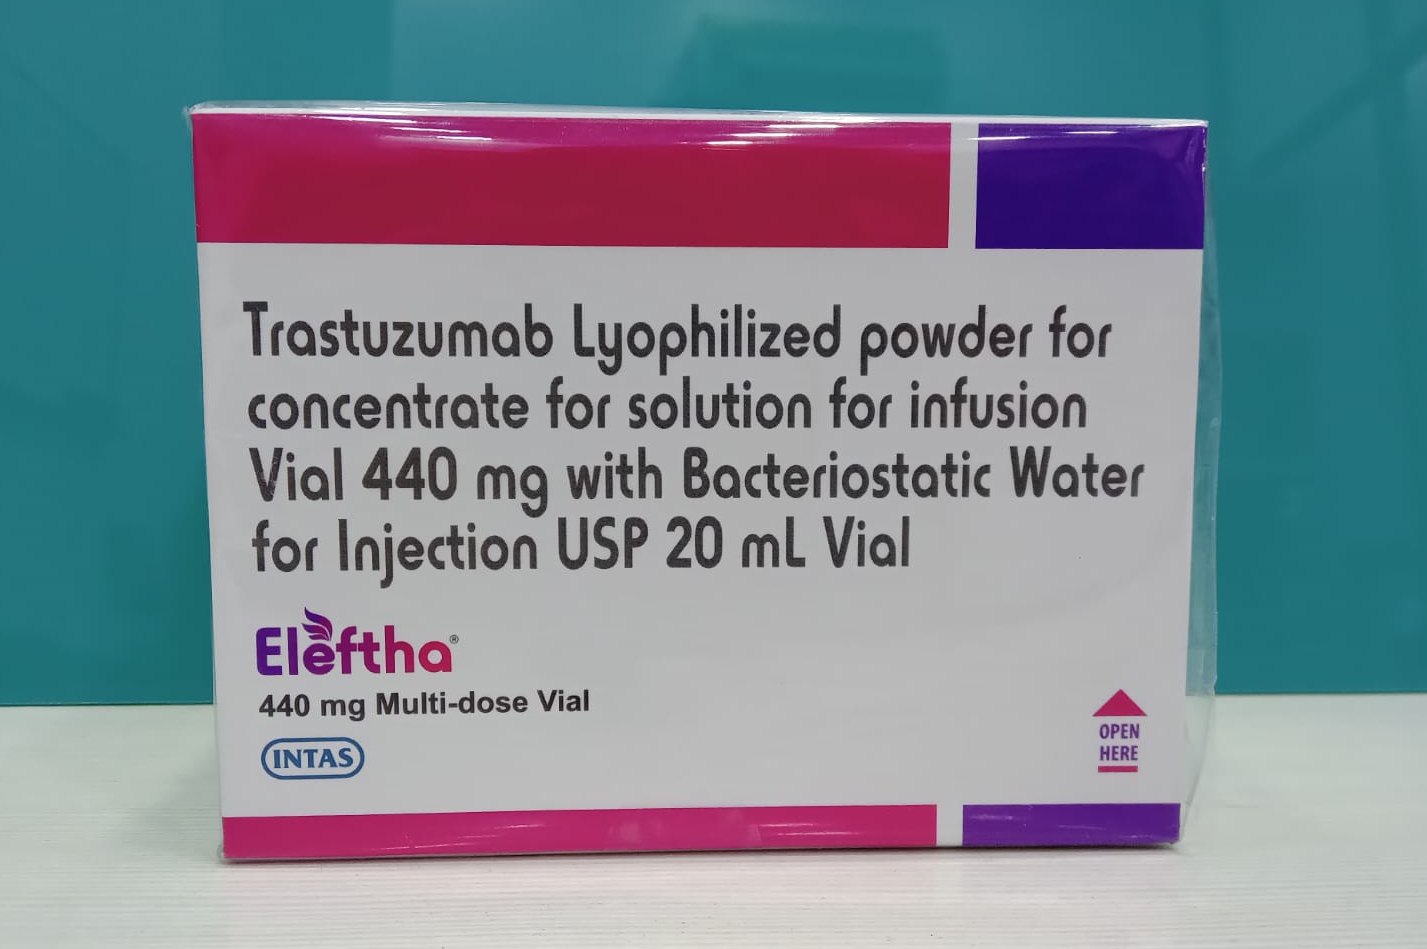 Trastuzumab Lyophilized powder for
concentrate for solution for infusion
Vial 440 mg with Bacteriostatic Water
for Injection USP 20 mL Vial
Eleftha®
440 mg Multi-dose Vial
INTAS
OPEN
HERE